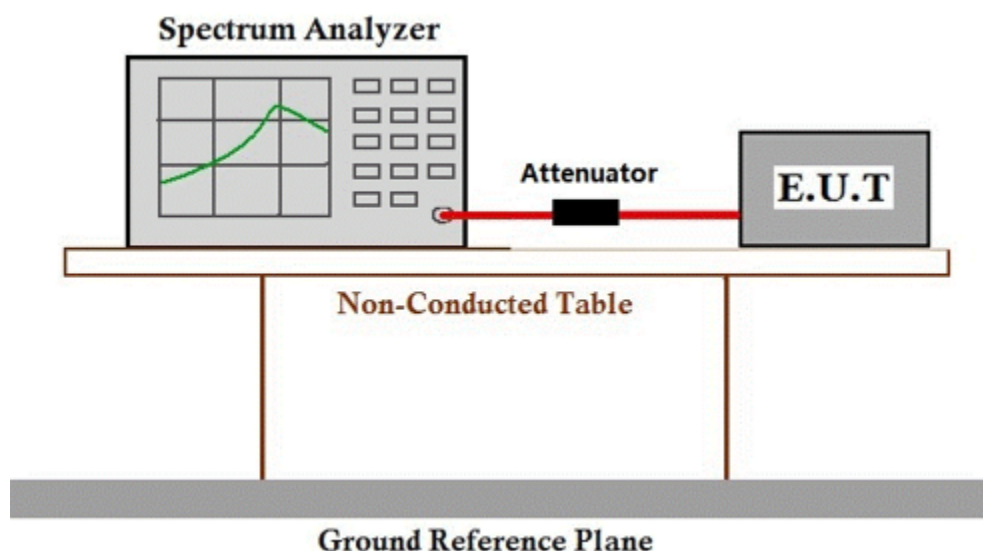 Spectrum Analyzer
Attenuator
E.U.T
Non-Conducted Table
Ground Reference Plane